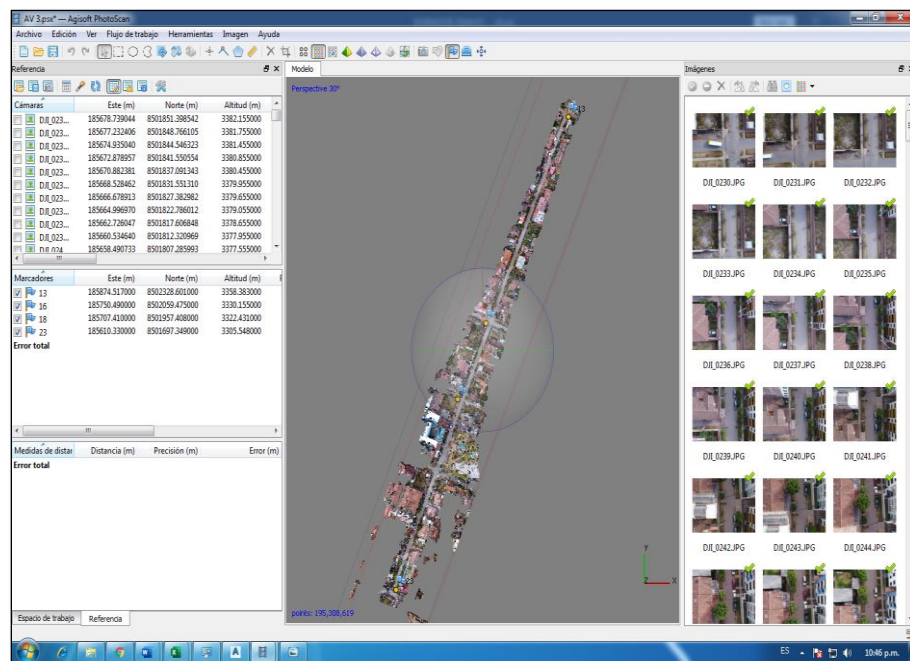 AV 3.psx* — Agisoft PhotoScan
Archivo Edición Ver Flujo de trabajo Herramientas Imagen Ayuda
Referencia
Cámaras Este (m) Norte (m) Altitud (m)
DJI_023... 185678.739044 8501851.398542 3382.155000
DJI_023... 185677.232406 8501848.766105 3381.755000
DJI_023... 185674.935040 8501844.546323 3381.455000
DJI_023... 185672.878957 8501841.550554 3380.855000
DJI_023... 185670.882381 8501837.091343 3380.455000
DJI_023... 185668.528462 8501831.551310 3379.955000
DJI_023... 185666.678913 8501827.382982 3379.655000
DJI_023... 185664.996970 8501822.786012 3379.055000
DJI_023... 185662.726047 8501817.606848 3378.655000
DJI_023... 185660.534640 8501812.320969 3377.955000
DJI_024... 185658.490733 8501807.285993 3377.555000
Marcadores Este (m) Norte (m) Altitud (m)
13 185874.517000 8502328.601000 3358.383000
16 185750.490000 8502059.475000 3330.155000
18 185707.410000 8501957.408000 3322.431000
23 185610.330000 8501697.349000 3305.548000
Error total
Medidas de distar Distancia (m) Precisión (m) Error (m)
Error total
Espacio de trabajo Referencia
Modelo
Perspective 30°
13
Y
Z X
points: 195,388,619
Imágenes
DJI_0230.JPG DJI_0231.JPG DJI_0232.JPG
DJI_0233.JPG DJI_0234.JPG DJI_0235.JPG
DJI_0236.JPG DJI_0237.JPG DJI_0238.JPG
DJI_0239.JPG DJI_0240.JPG DJI_0241.JPG
DJI_0242.JPG DJI_0243.JPG DJI_0244.JPG
ES 10:46 p.m.